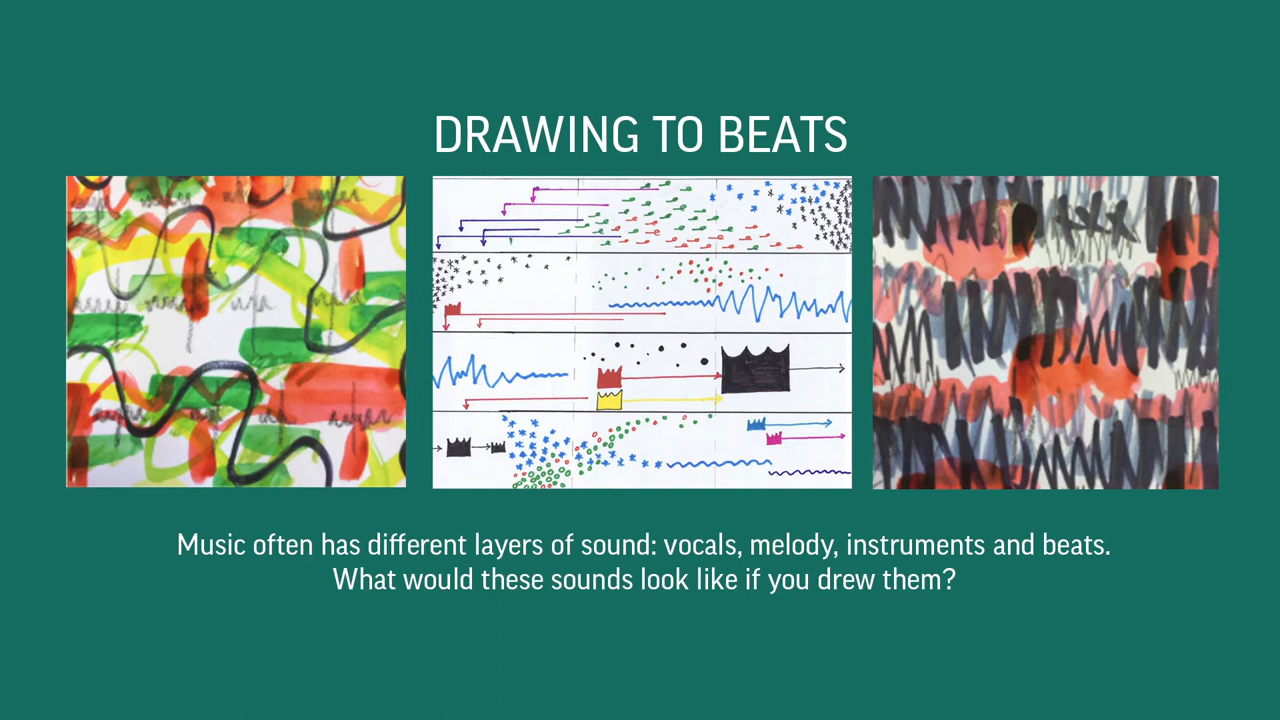 DRAWING TO BEATS
Music often has different layers of sound: vocals, melody, instruments and beats.
What would these sounds look like if you drew them?